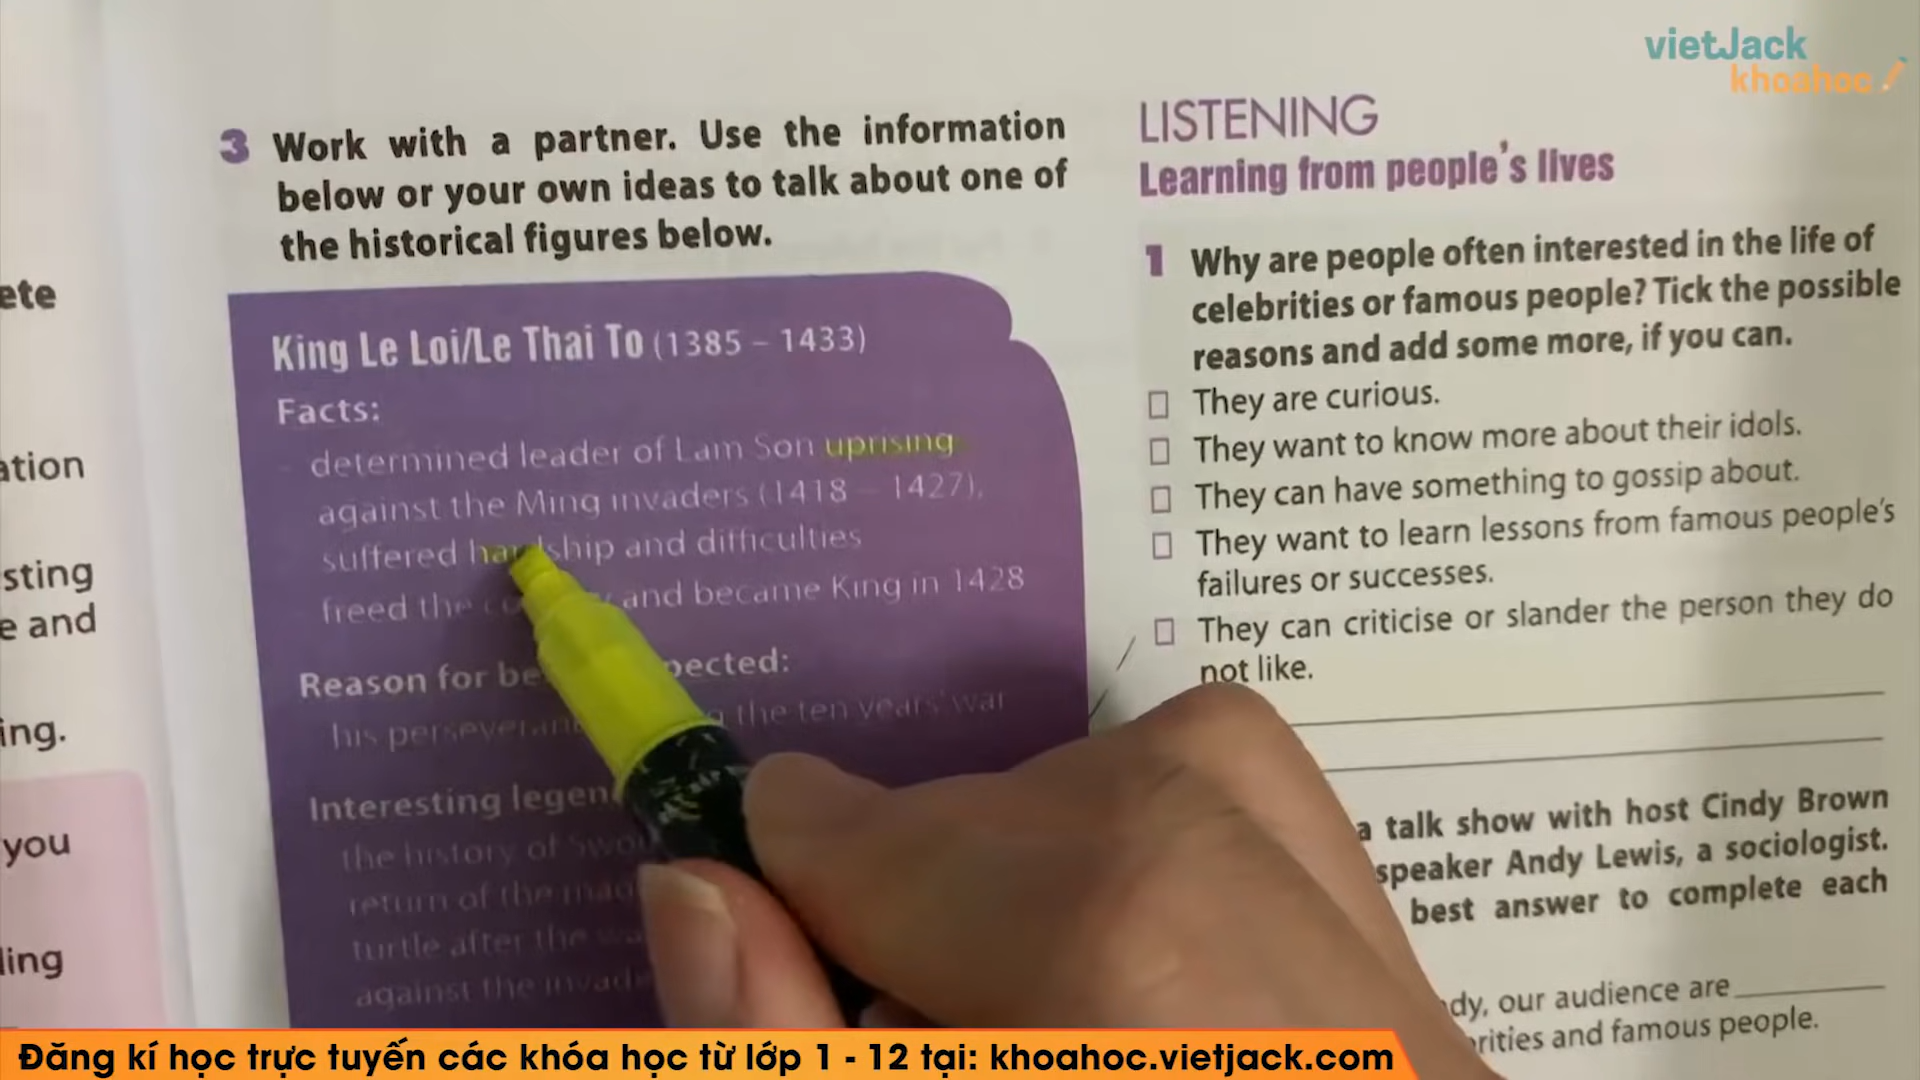 vietJack
khoahoc
ete
ation
sting
e and
ing.
you
ling
3 Work with a partner. Use the information
below or your own ideas to talk about one of
the historical figures below.
King Le Loi/Le Thai To (1385 – 1433)
Facts:
- determined leader of Lam Son uprising
against the Ming invaders (1418 – 1427),
suffered hardship and difficulties
freed the and became King in 1428
Reason for be pected:
his the ten years' war
Interesting legen
the history of Swo
return of the
turtle after the
against the
LISTENING
Learning from people's lives
1 Why are people often interested in the life of
celebrities or famous people? Tick the possible
reasons and add some more, if you can.
They are curious.
They want to know more about their idols.
They can have something to gossip about.
They want to learn lessons from famous people's
failures or successes.
They can criticise or slander the person they do
not like.
a talk show with host Cindy Brown
speaker Andy Lewis, a sociologist.
best answer to complete each
dy, our audience are
rities and famous people.
Đăng kí học trực tuyến các khóa học từ lớp 1 - 12 tại: khoahoc.vietjack.com